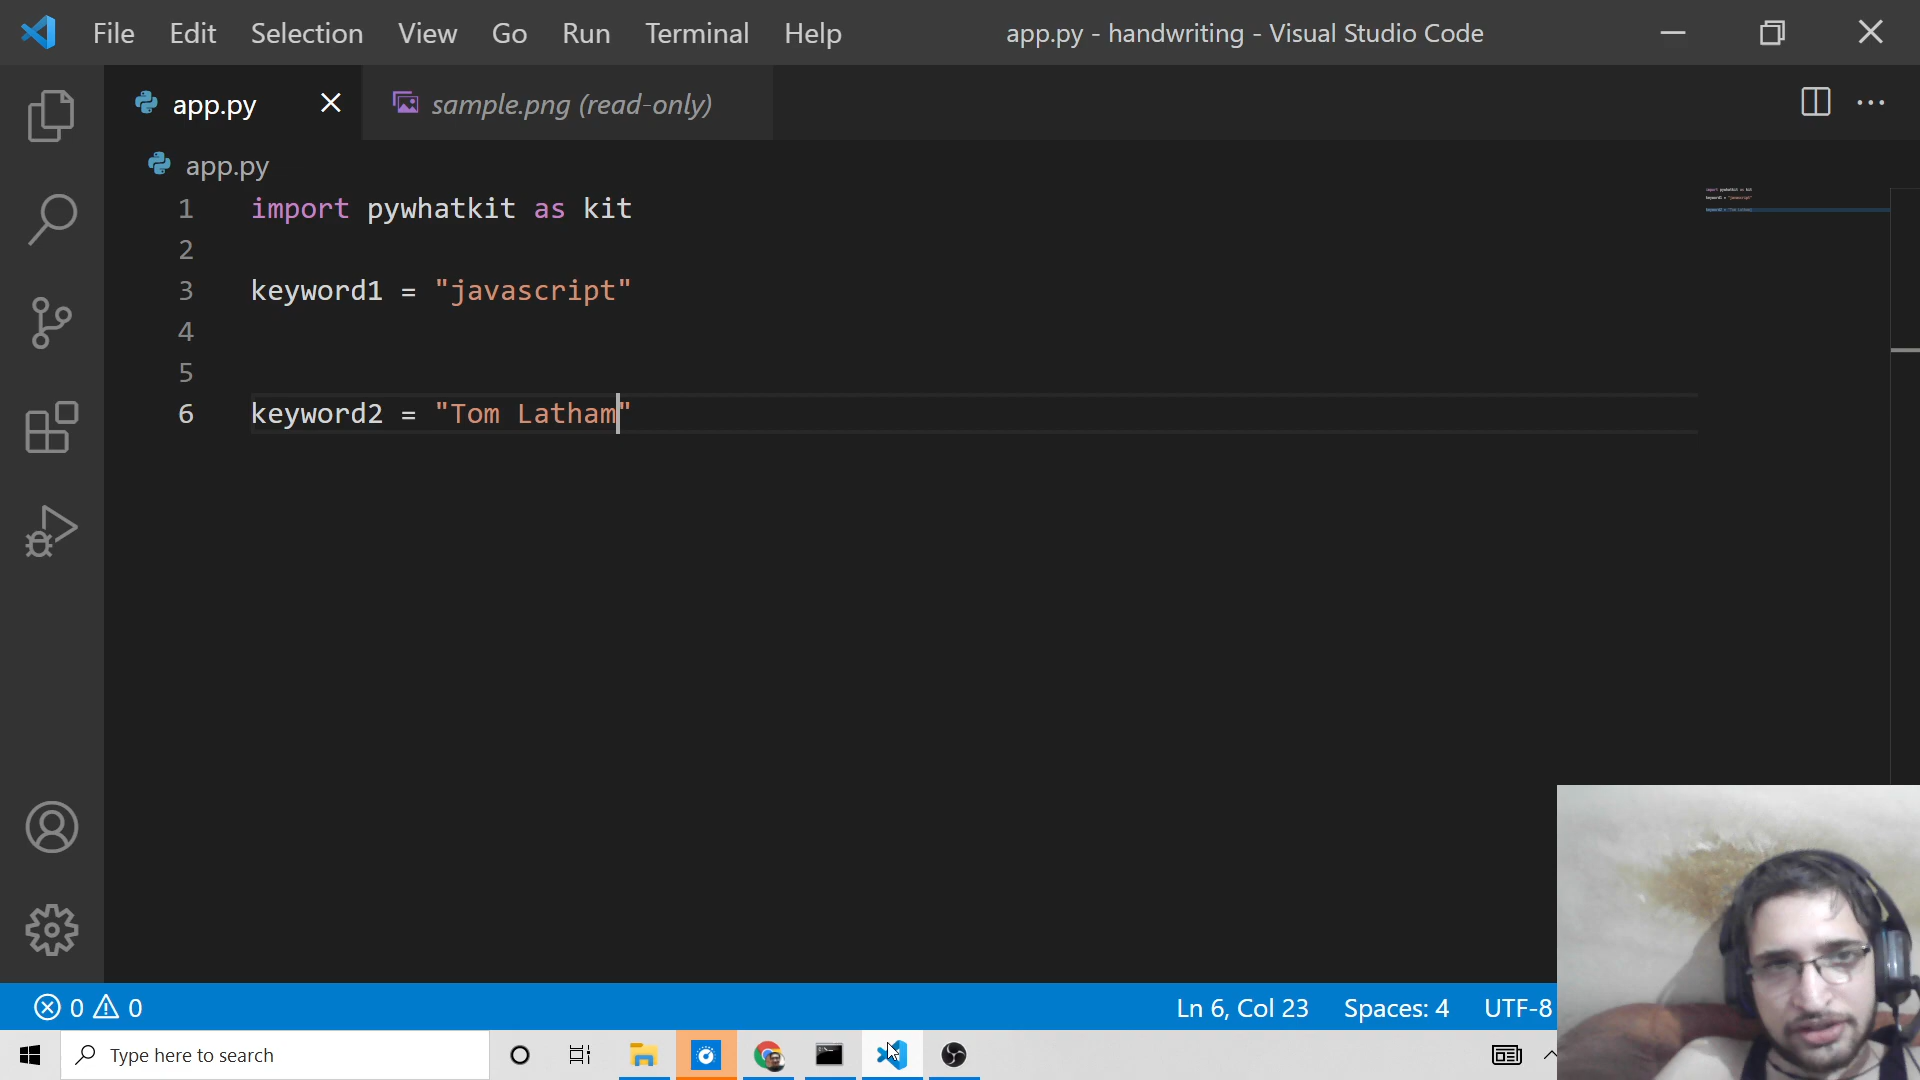 File Edit Selection View Go Run Terminal Help app.py - handwriting - Visual Studio Code
app.py sample.png (read-only)
app.py
1 import pywhatkit as kit
2
3 keyword1 = "javascript"
4
5
6 keyword2 = "Tom Latham"
0 0 Ln 6, Col 23 Spaces: 4 UTF-8
Type here to search